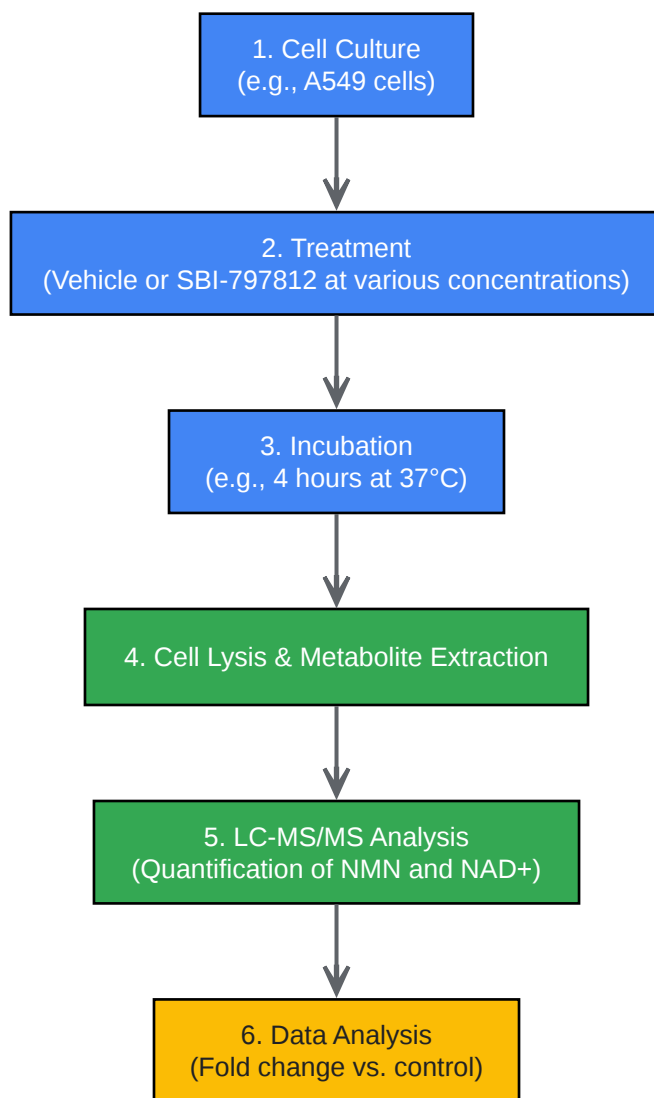 1. Cell Culture
(e.g., A549 cells)
2. Treatment
(Vehicle or SBI-797812 at various concentrations)
3. Incubation
(e.g., 4 hours at 37°C)
4. Cell Lysis & Metabolite Extraction
5. LC-MS/MS Analysis
(Quantification of NMN and NAD+)
6. Data Analysis
(Fold change vs. control)